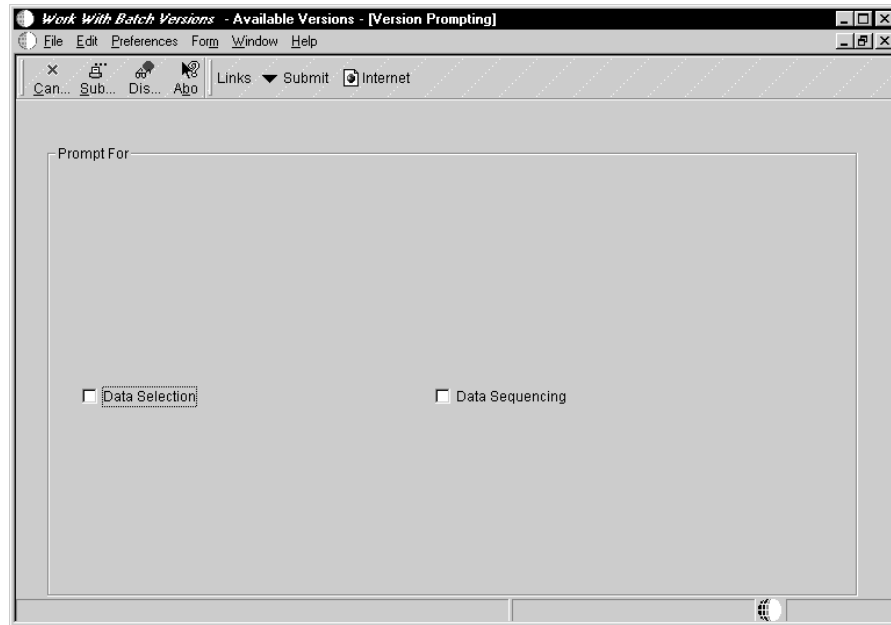 Work With Batch Versions - Available Versions - [Version Prompting]
File Edit Preferences Form Window Help
Can... Sub... Dis... Abo Links Submit Internet
Prompt For
Data Selection Data Sequencing